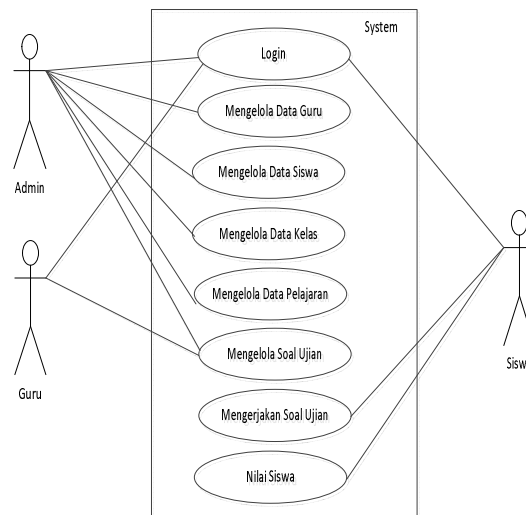 System
Login
Mengelola Data Guru
Mengelola Data Siswa
Admin
Mengelola Data Kelas
Mengelola Data Pelajaran
Mengelola Soal Ujian
Guru
Sisw
Mengerjakan Soal Ujian
Nilai Siswa